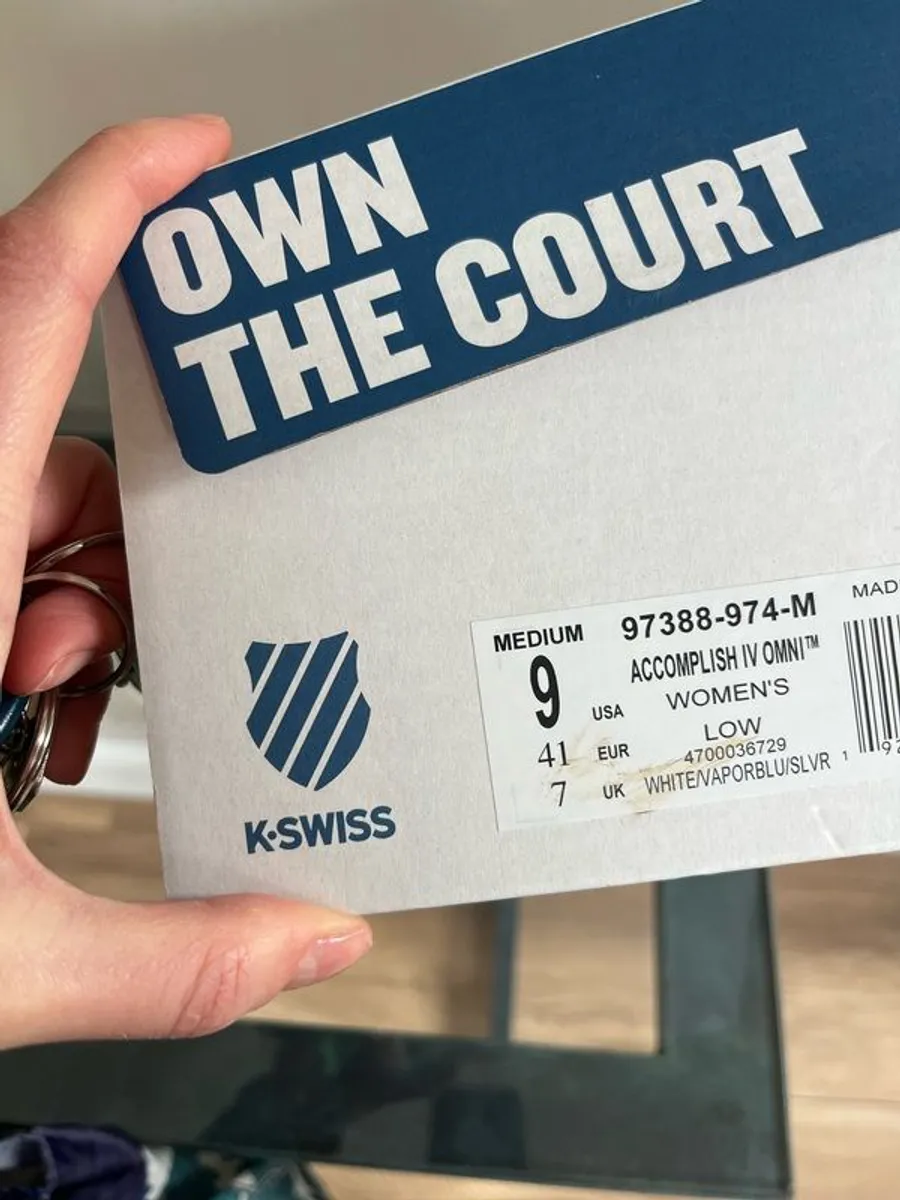 OWN
THE COURT
K·SWISS
MEDIUM
9 USA
41 EUR
7 UK
97388-974-M
ACCOMPLISH IV OMNI™
WOMEN'S
LOW
4700036729
WHITE/VAPORBLU/SLVR